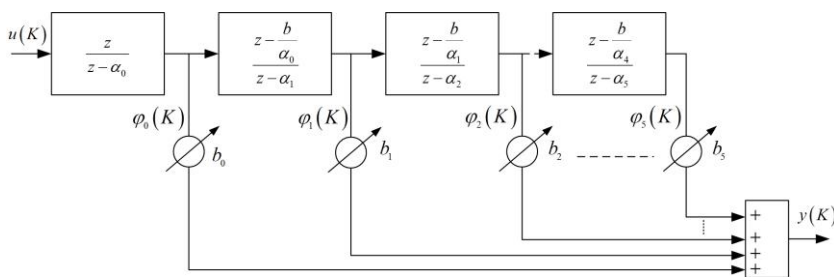 u(K)
z / (z-α₀)
(z - b/α₀) / (z-α₁)
(z - b/α₁) / (z-α₂)
(z - b/α₄) / (z-α₅)
φ₀(K)
φ₁(K)
φ₂(K)
φ₅(K)
b₀
b₁
b₂
b₅
+
+
+
+
y(K)